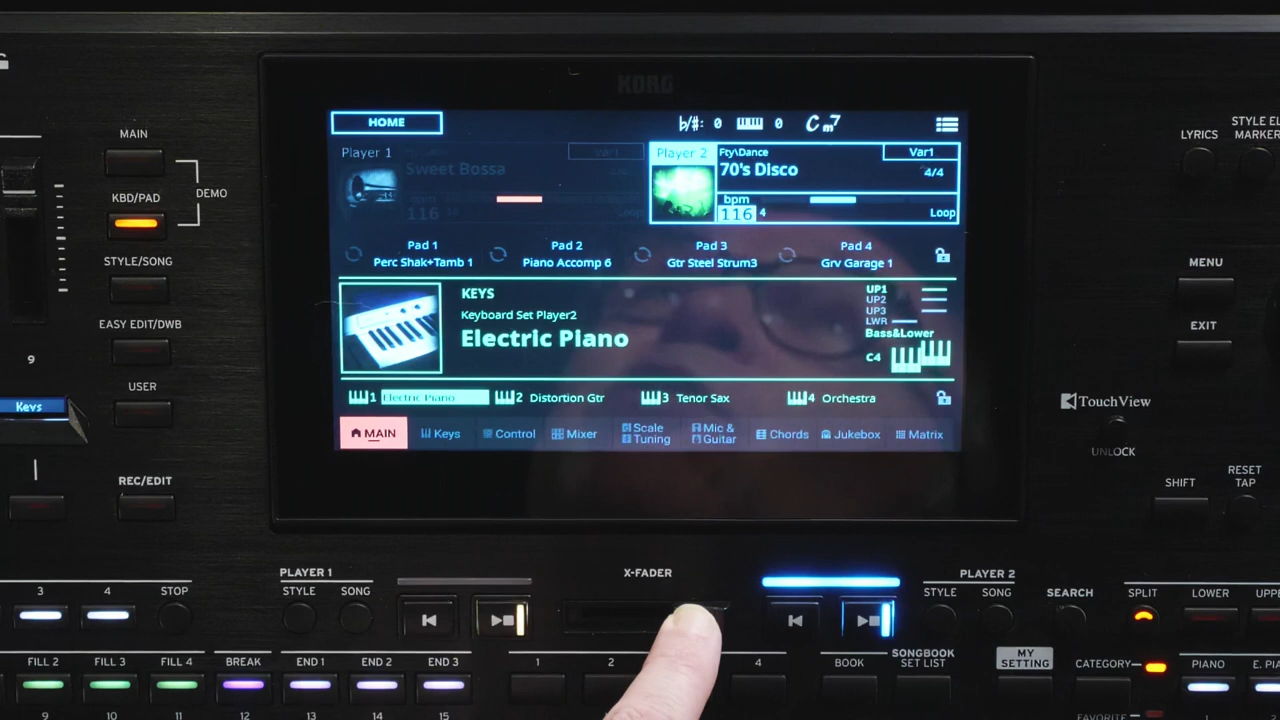 KORG
HOME
b/#: 0
0
Cm7
Player 1
Sweet Bossa
Var1
116
Loop
Player 2
Fty\Dance
Var1
70's Disco
4/4
bpm
116 4
Loop
Pad 1
Perc Shak+Tamb 1
Pad 2
Piano Accomp 6
Pad 3
Gtr Steel Strum3
Pad 4
Grv Garage 1
KEYS
Keyboard Set Player2
Electric Piano
UP1
UP2
UP3
LWR
Bass&Lower
C4
1 Electric Piano
2 Distortion Gtr
3 Tenor Sax
4 Orchestra
MAIN
Keys
Control
Mixer
Scale
Tuning
Mic &
Guitar
Chords
Jukebox
Matrix
MAIN
KBD/PAD
DEMO
STYLE/SONG
EASY EDIT/DWB
USER
REC/EDIT
9
Keys
LYRICS
STYLE EL
MARKER
MENU
EXIT
TouchView
UNLOCK
SHIFT
RESET
TAP
3
4
STOP
PLAYER 1
STYLE
SONG
X-FADER
PLAYER 2
STYLE
SONG
SEARCH
SPLIT
LOWER
UPPE
FILL 2
FILL 3
FILL 4
BREAK
END 1
END 2
END 3
1
2
4
BOOK
SONGBOOK
SET LIST
MY
SETTING
CATEGORY
PIANO
E. PI
FAVORITE
9
10
11
12
13
14
15